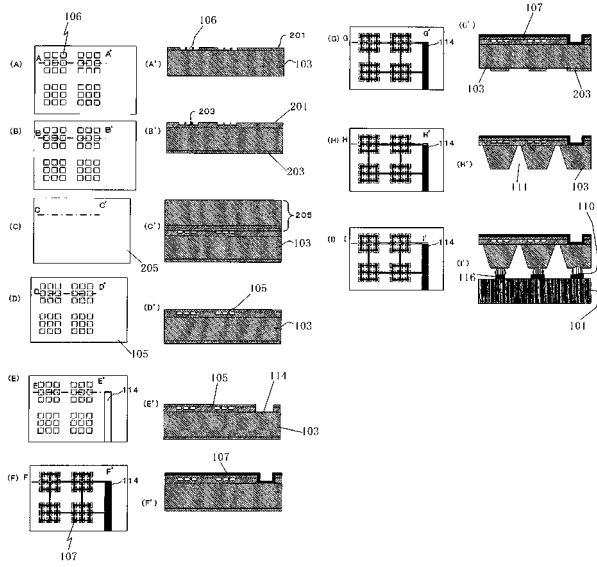 106
(A) A A'
106
201
(A')
103
(B) B B'
203
201
(B')
203
(C) C C'
205
(C')
205
103
(D) D D'
105
105
(D')
103
(E) E E'
114
105 114
(E')
103
(F) F F'
114
107
107
(F')
(G) G G'
114
107
(G')
103 203
(H) H H'
114
(H')
111 103
(I) I I'
114
110
(I')
116
101